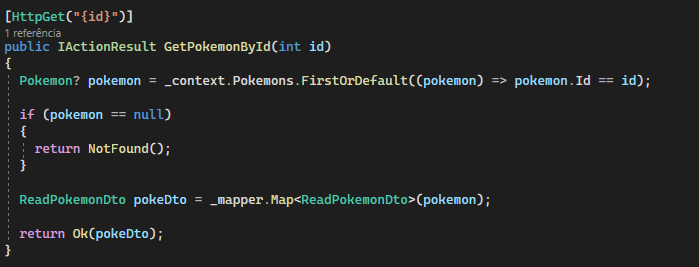 [HttpGet("{id}")]
1 referência
public IActionResult GetPokemonById(int id)
{
Pokemon? pokemon = _context.Pokemons.FirstOrDefault((pokemon) => pokemon.Id == id);
if (pokemon == null)
{
return NotFound();
}
ReadPokemonDto pokeDto = _mapper.Map<ReadPokemonDto>(pokemon);
return Ok(pokeDto);
}